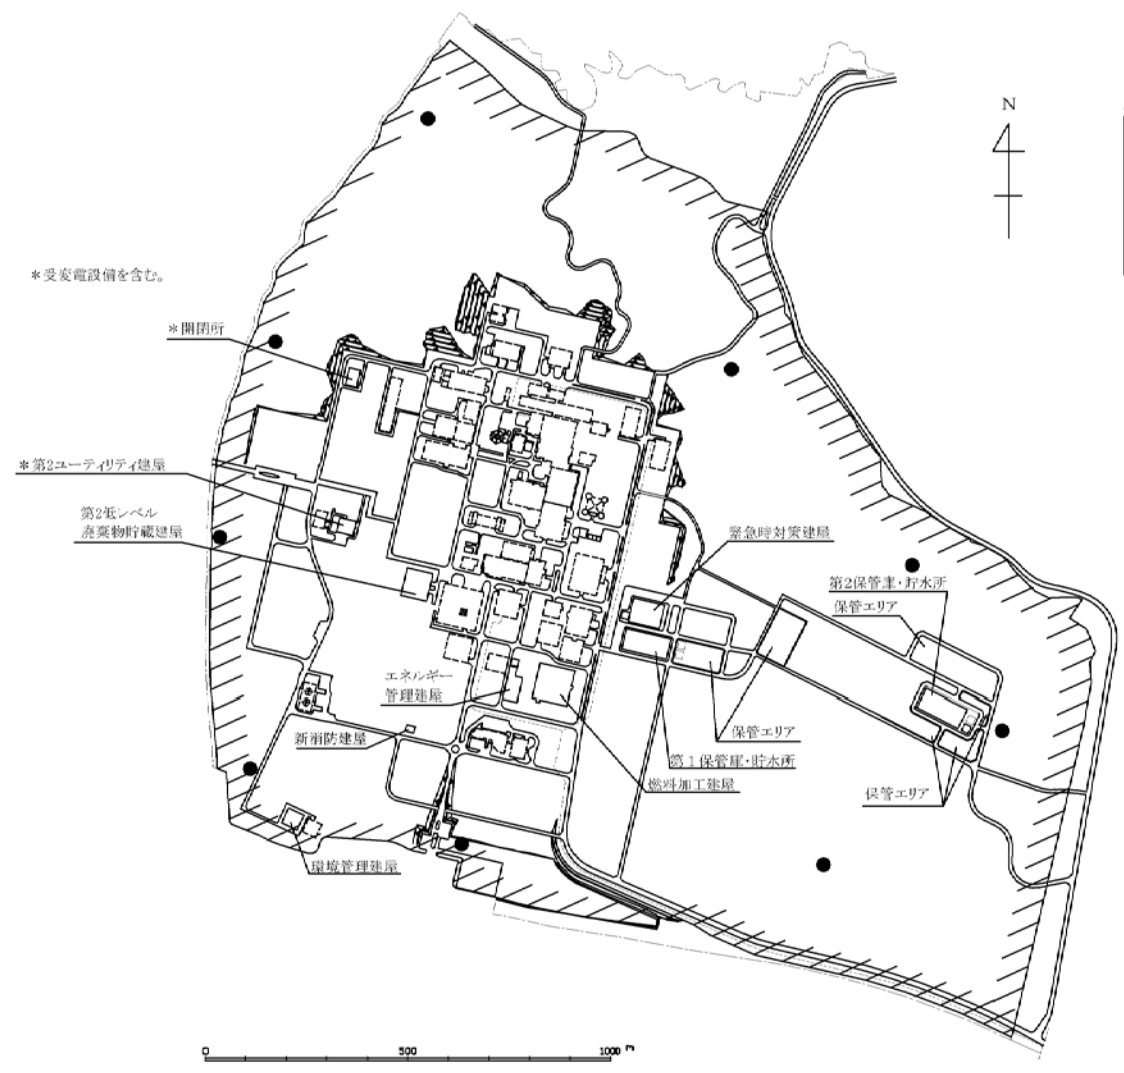 N
＊受変電設備を含む。
＊開閉所
＊第2ユーティリティ建屋
第2低レベル
廃棄物貯蔵建屋
緊急時対策建屋
第2保管庫・貯水所
保管エリア
エネルギー
管理建屋
新消防建屋
保管エリア
第1保管庫・貯水所
燃料加工建屋
保管エリア
環境管理建屋
0 500 1000 m